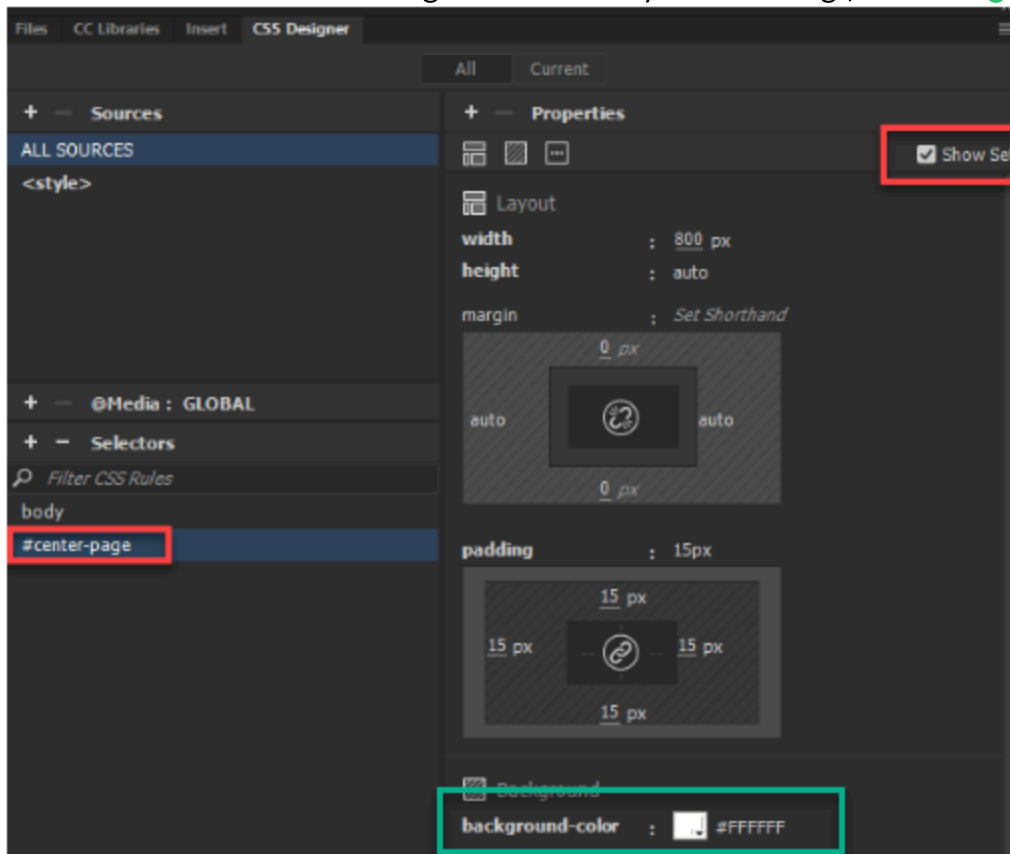 Files CC Libraries Insert CSS Designer
All Current
+ − Sources
ALL SOURCES
<style>
+ − @Media : GLOBAL
+ − Selectors
Filter CSS Rules
body
#center-page
+ − Properties
Show Set
Layout
width : 800 px
height : auto
margin : Set Shorthand
0 px
auto auto
0 px
padding : 15px
15 px
15 px 15 px
15 px
Background
background-color : #FFFFFF